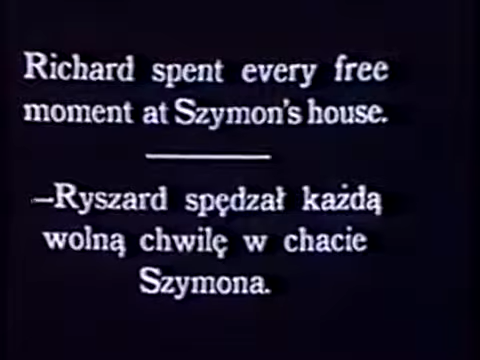 Richard spent every free
moment at Szymon's house.
—Ryszard spędzał każdą
wolną chwilę w chacie
Szymona.